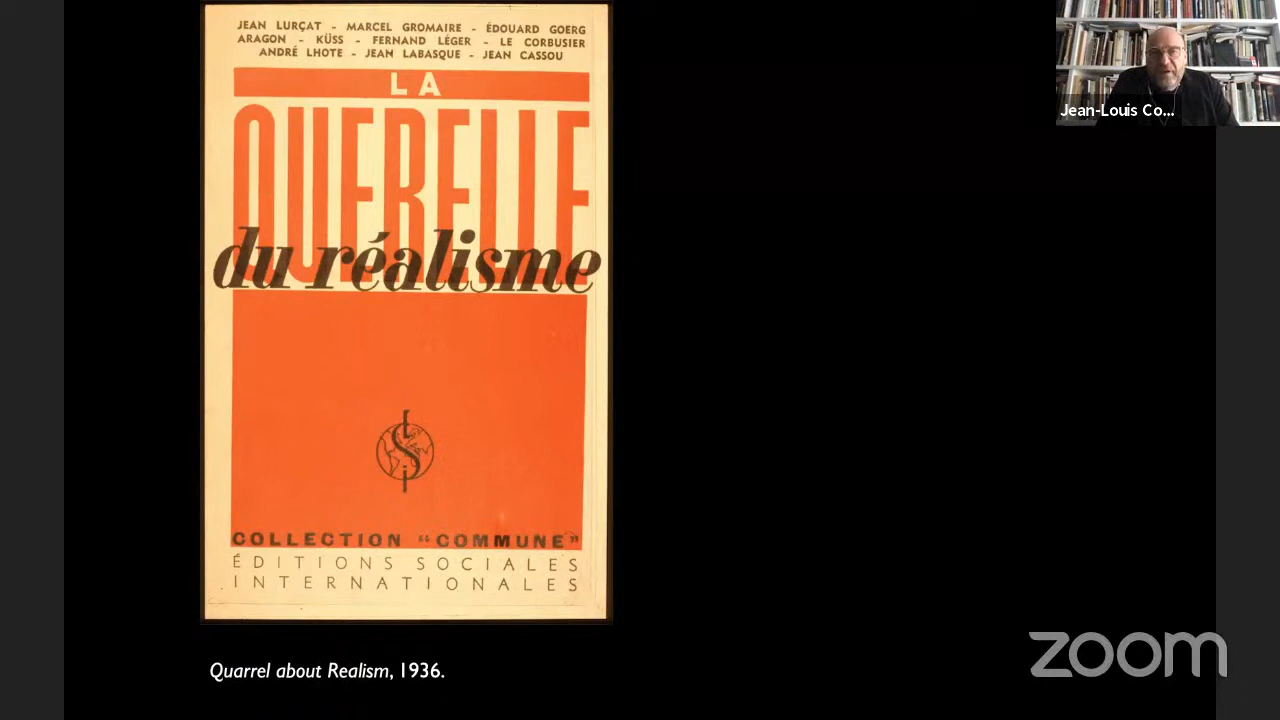 JEAN LURÇAT - MARCEL GROMAIRE - ÉDOUARD GOERG
ARAGON - KÜSS - FERNAND LÉGER - LE CORBUSIER
ANDRÉ LHOTE - JEAN LABASQUE - JEAN CASSOU
LA
QUERELLE
du réalisme
COLLECTION “COMMUNE”
ÉDITIONS SOCIALES
INTERNATIONALES
Quarrel about Realism, 1936.
Jean-Louis Co...
zoom